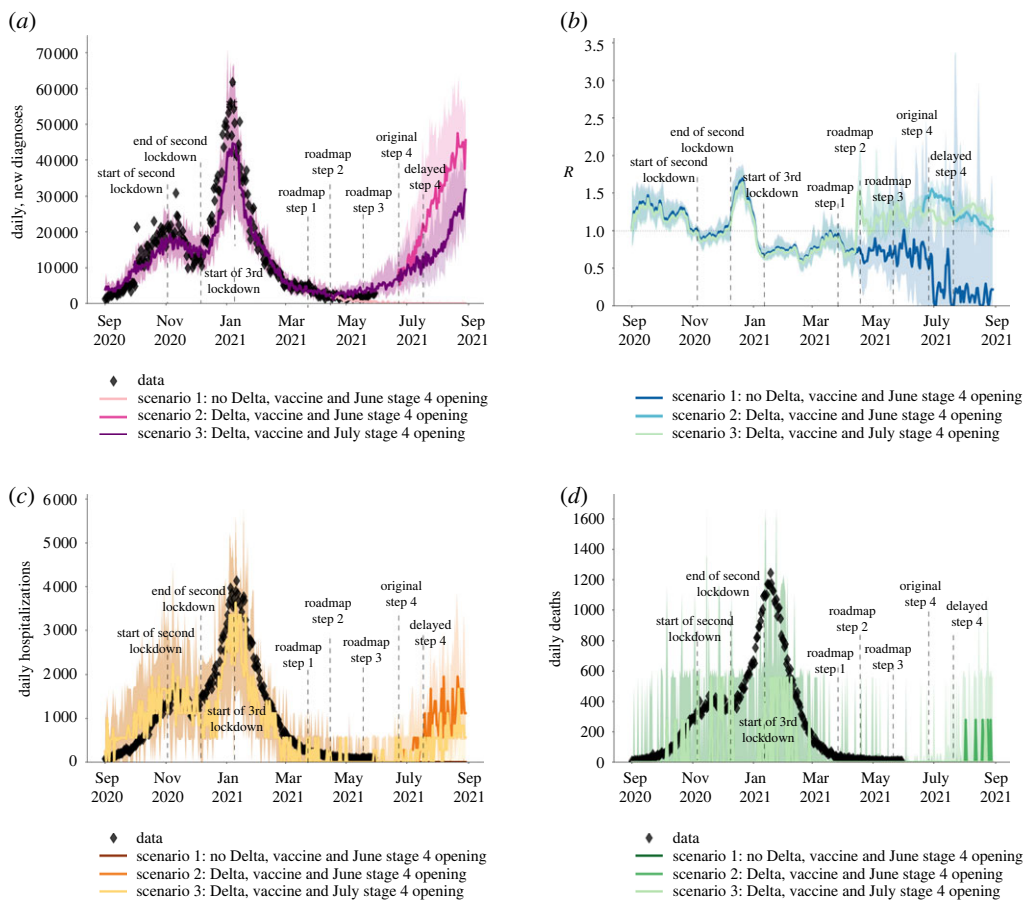 (a)
70 000
60 000
50 000
40 000
30 000
20 000
10 000
0
daily, new diagnoses
start of second
lockdown
end of second
lockdown
start of 3rd
lockdown
roadmap
step 1
roadmap
step 2
roadmap
step 3
original
step 4
delayed
step 4
Sep Nov Jan Mar May July Sep
2020 2020 2021 2021 2021 2021 2021
data
scenario 1: no Delta, vaccine and June stage 4 opening
scenario 2: Delta, vaccine and June stage 4 opening
scenario 3: Delta, vaccine and July stage 4 opening
(b)
3.5
3.0
2.5
2.0
1.5
1.0
0.5
0
R
start of second
lockdown
end of second
lockdown
start of 3rd
lockdown
roadmap
step 1
roadmap
step 2
roadmap
step 3
original
step 4
delayed
step 4
Sep Nov Jan Mar May July Sep
2020 2020 2021 2021 2021 2021 2021
scenario 1: no Delta, vaccine and June stage 4 opening
scenario 2: Delta, vaccine and June stage 4 opening
scenario 3: Delta, vaccine and July stage 4 opening
(c)
6 000
5 000
4 000
3 000
2 000
1 000
0
daily hospitalizations
start of second
lockdown
end of second
lockdown
start of 3rd
lockdown
roadmap
step 1
roadmap
step 2
roadmap
step 3
original
step 4
delayed
step 4
Sep Nov Jan Mar May July Sep
2020 2020 2021 2021 2021 2021 2021
data
scenario 1: no Delta, vaccine and June stage 4 opening
scenario 2: Delta, vaccine and June stage 4 opening
scenario 3: Delta, vaccine and July stage 4 opening
(d)
1600
1400
1200
1000
800
600
400
200
0
daily deaths
start of second
lockdown
end of second
lockdown
start of 3rd
lockdown
roadmap
step 1
roadmap
step 2
roadmap
step 3
original
step 4
delayed
step 4
Sep Nov Jan Mar May July Sep
2020 2020 2021 2021 2021 2021 2021
data
scenario 1: no Delta, vaccine and June stage 4 opening
scenario 2: Delta, vaccine and June stage 4 opening
scenario 3: Delta, vaccine and July stage 4 opening